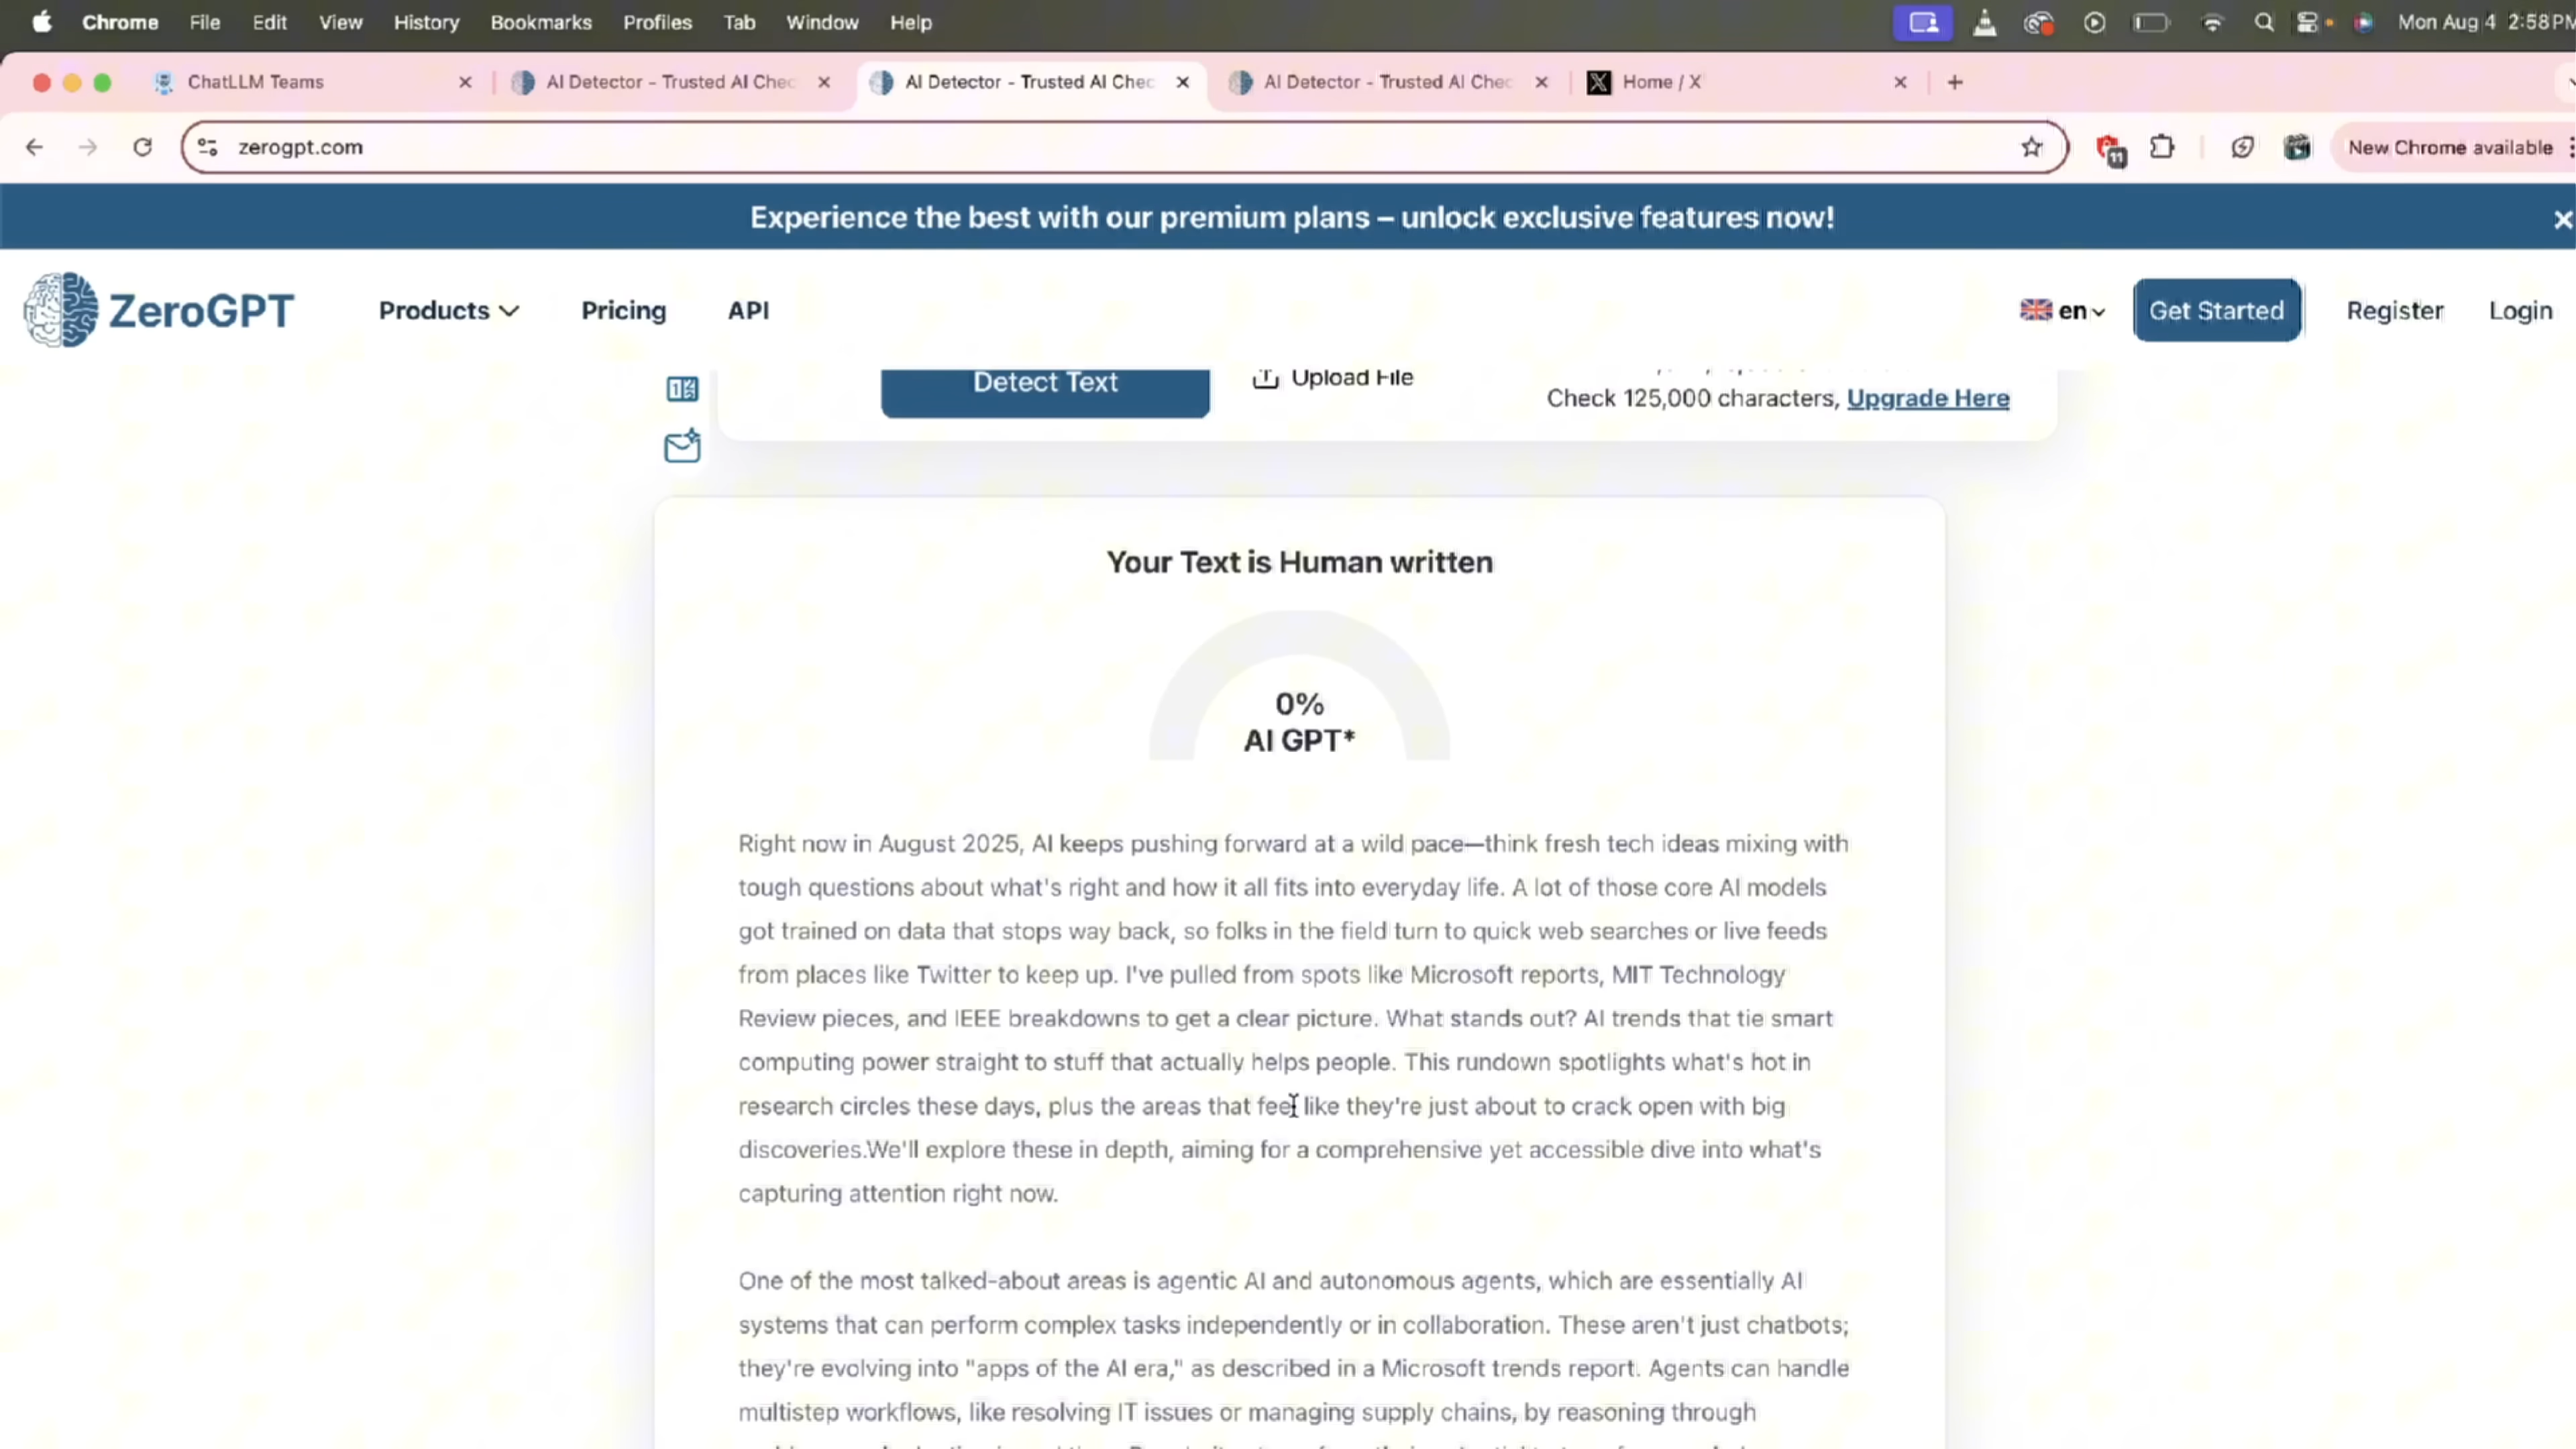 Chrome File Edit View History Bookmarks Profiles Tab Window Help Mon Aug 4 2:58PM
ChatLLM Teams AI Detector - Trusted AI Chec AI Detector - Trusted AI Chec AI Detector - Trusted AI Chec Home / X
zerogpt.com 11 New Chrome available
Experience the best with our premium plans – unlock exclusive features now!
ZeroGPT Products Pricing API en Get Started Register Login
Detect Text Upload File
Check 125,000 characters, Upgrade Here
Your Text is Human written
0%
AI GPT*
Right now in August 2025, AI keeps pushing forward at a wild pace—think fresh tech ideas mixing with
tough questions about what's right and how it all fits into everyday life. A lot of those core AI models
got trained on data that stops way back, so folks in the field turn to quick web searches or live feeds
from places like Twitter to keep up. I've pulled from spots like Microsoft reports, MIT Technology
Review pieces, and IEEE breakdowns to get a clear picture. What stands out? AI trends that tie smart
computing power straight to stuff that actually helps people. This rundown spotlights what's hot in
research circles these days, plus the areas that feel like they're just about to crack open with big
discoveries.We'll explore these in depth, aiming for a comprehensive yet accessible dive into what's
capturing attention right now.
One of the most talked-about areas is agentic AI and autonomous agents, which are essentially AI
systems that can perform complex tasks independently or in collaboration. These aren't just chatbots;
they're evolving into "apps of the AI era," as described in a Microsoft trends report. Agents can handle
multistep workflows, like resolving IT issues or managing supply chains, by reasoning through